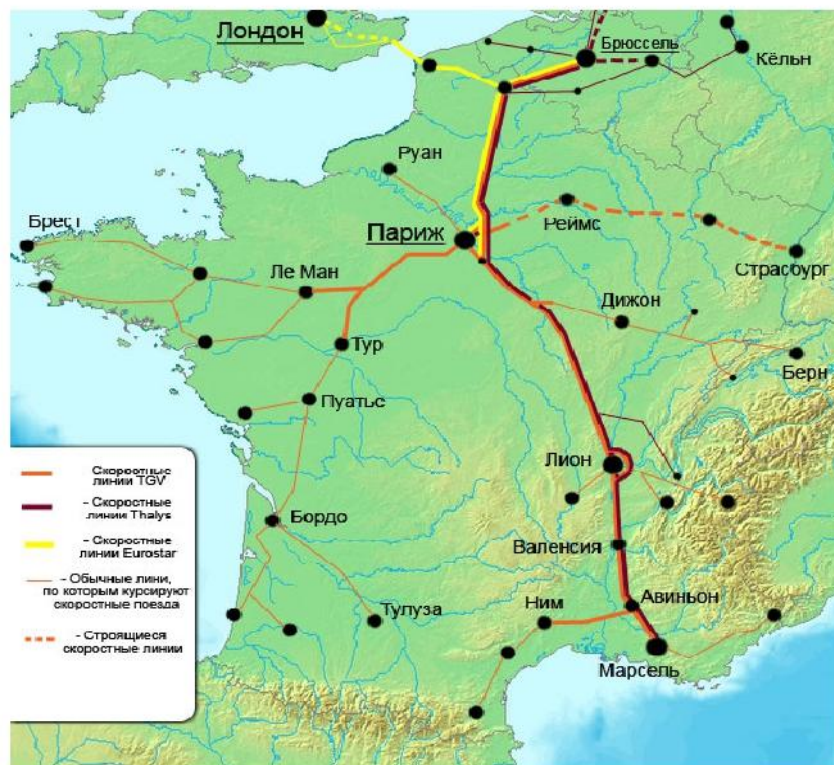 Лондон
Брюссель
Кёльн
Руан
Брест
Париж
Реймс
Страсбург
Ле Ман
Дижон
Тур
Берн
Пуатьс
Лион
Бордо
Валенсия
Тулуза
Ним
Авиньон
Марсель
- Скоростные
линии TGV
- Скоростные
линии Thalys
- Скоростные
линии Eurostar
- Обычные лини,
по которым курсируют
скоростные поезда
- Строящиеся
скоростные линии